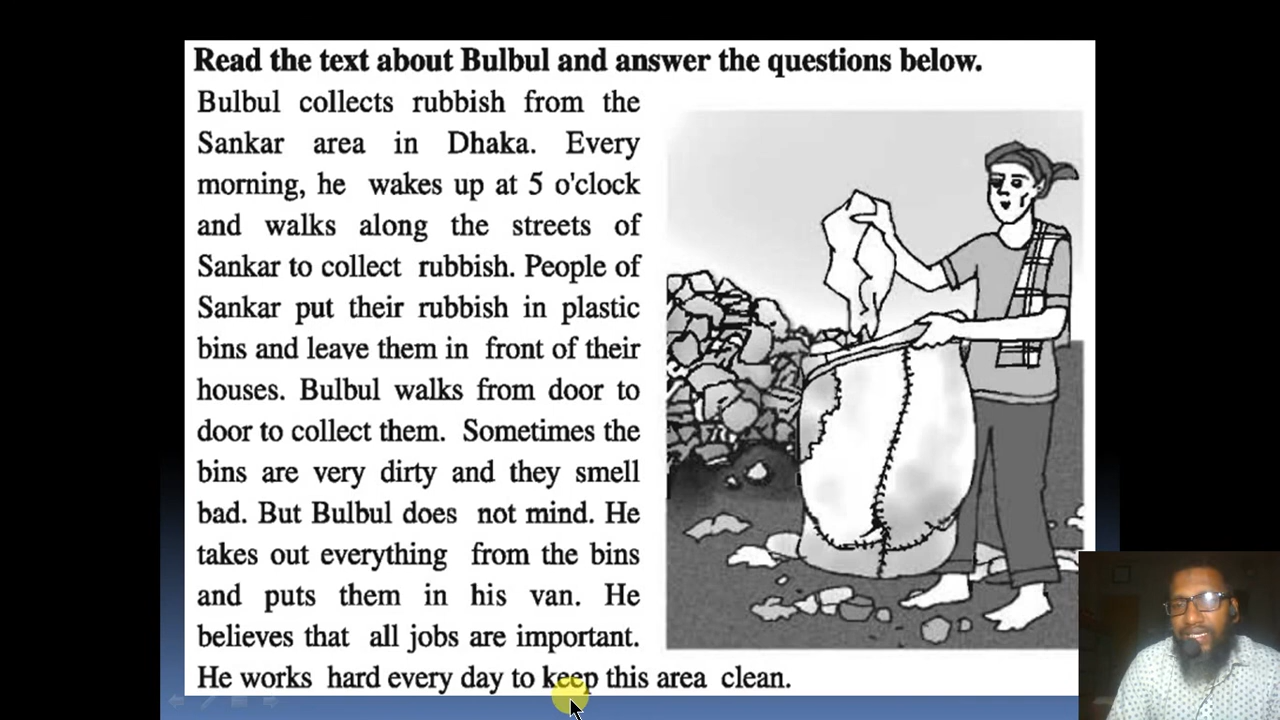 Read the text about Bulbul and answer the questions below.
Bulbul collects rubbish from the
Sankar area in Dhaka. Every
morning, he wakes up at 5 o'clock
and walks along the streets of
Sankar to collect rubbish. People of
Sankar put their rubbish in plastic
bins and leave them in front of their
houses. Bulbul walks from door to
door to collect them. Sometimes the
bins are very dirty and they smell
bad. But Bulbul does not mind. He
takes out everything from the bins
and puts them in his van. He
believes that all jobs are important.
He works hard every day to keep this area clean.